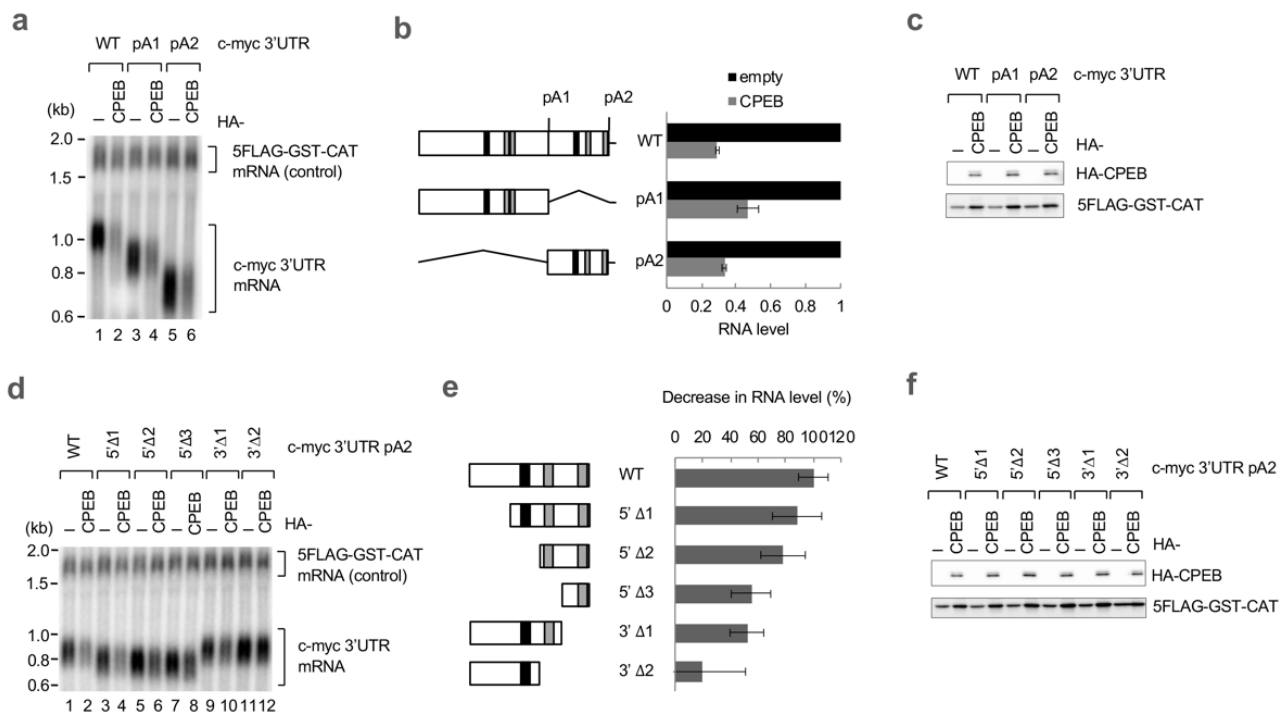 a
WT pA1 pA2 c-myc 3'UTR
(kb) – CPEB – CPEB – CPEB HA-
2.0
1.5
1.0
0.8
0.6
5FLAG-GST-CAT
mRNA (control)
c-myc 3'UTR
mRNA
1 2 3 4 5 6
b
pA1 pA2
empty
CPEB
WT
pA1
pA2
0 0.2 0.4 0.6 0.8 1
RNA level
c
WT pA1 pA2 c-myc 3'UTR
– CPEB – CPEB – CPEB HA-
HA-CPEB
5FLAG-GST-CAT
d
WT 5'Δ1 5'Δ2 5'Δ3 3'Δ1 3'Δ2 c-myc 3'UTR pA2
(kb) – CPEB – CPEB – CPEB – CPEB – CPEB – CPEB HA-
2.0
1.5
1.0
0.8
0.6
5FLAG-GST-CAT
mRNA (control)
c-myc 3'UTR
mRNA
1 2 3 4 5 6 7 8 9 10 11 12
e
Decrease in RNA level (%)
0 20 40 60 80 100 120
WT
5' Δ1
5' Δ2
5' Δ3
3' Δ1
3' Δ2
f
WT 5'Δ1 5'Δ2 5'Δ3 3'Δ1 3'Δ2 c-myc 3'UTR pA2
– CPEB – CPEB – CPEB – CPEB – CPEB – CPEB HA-
HA-CPEB
5FLAG-GST-CAT